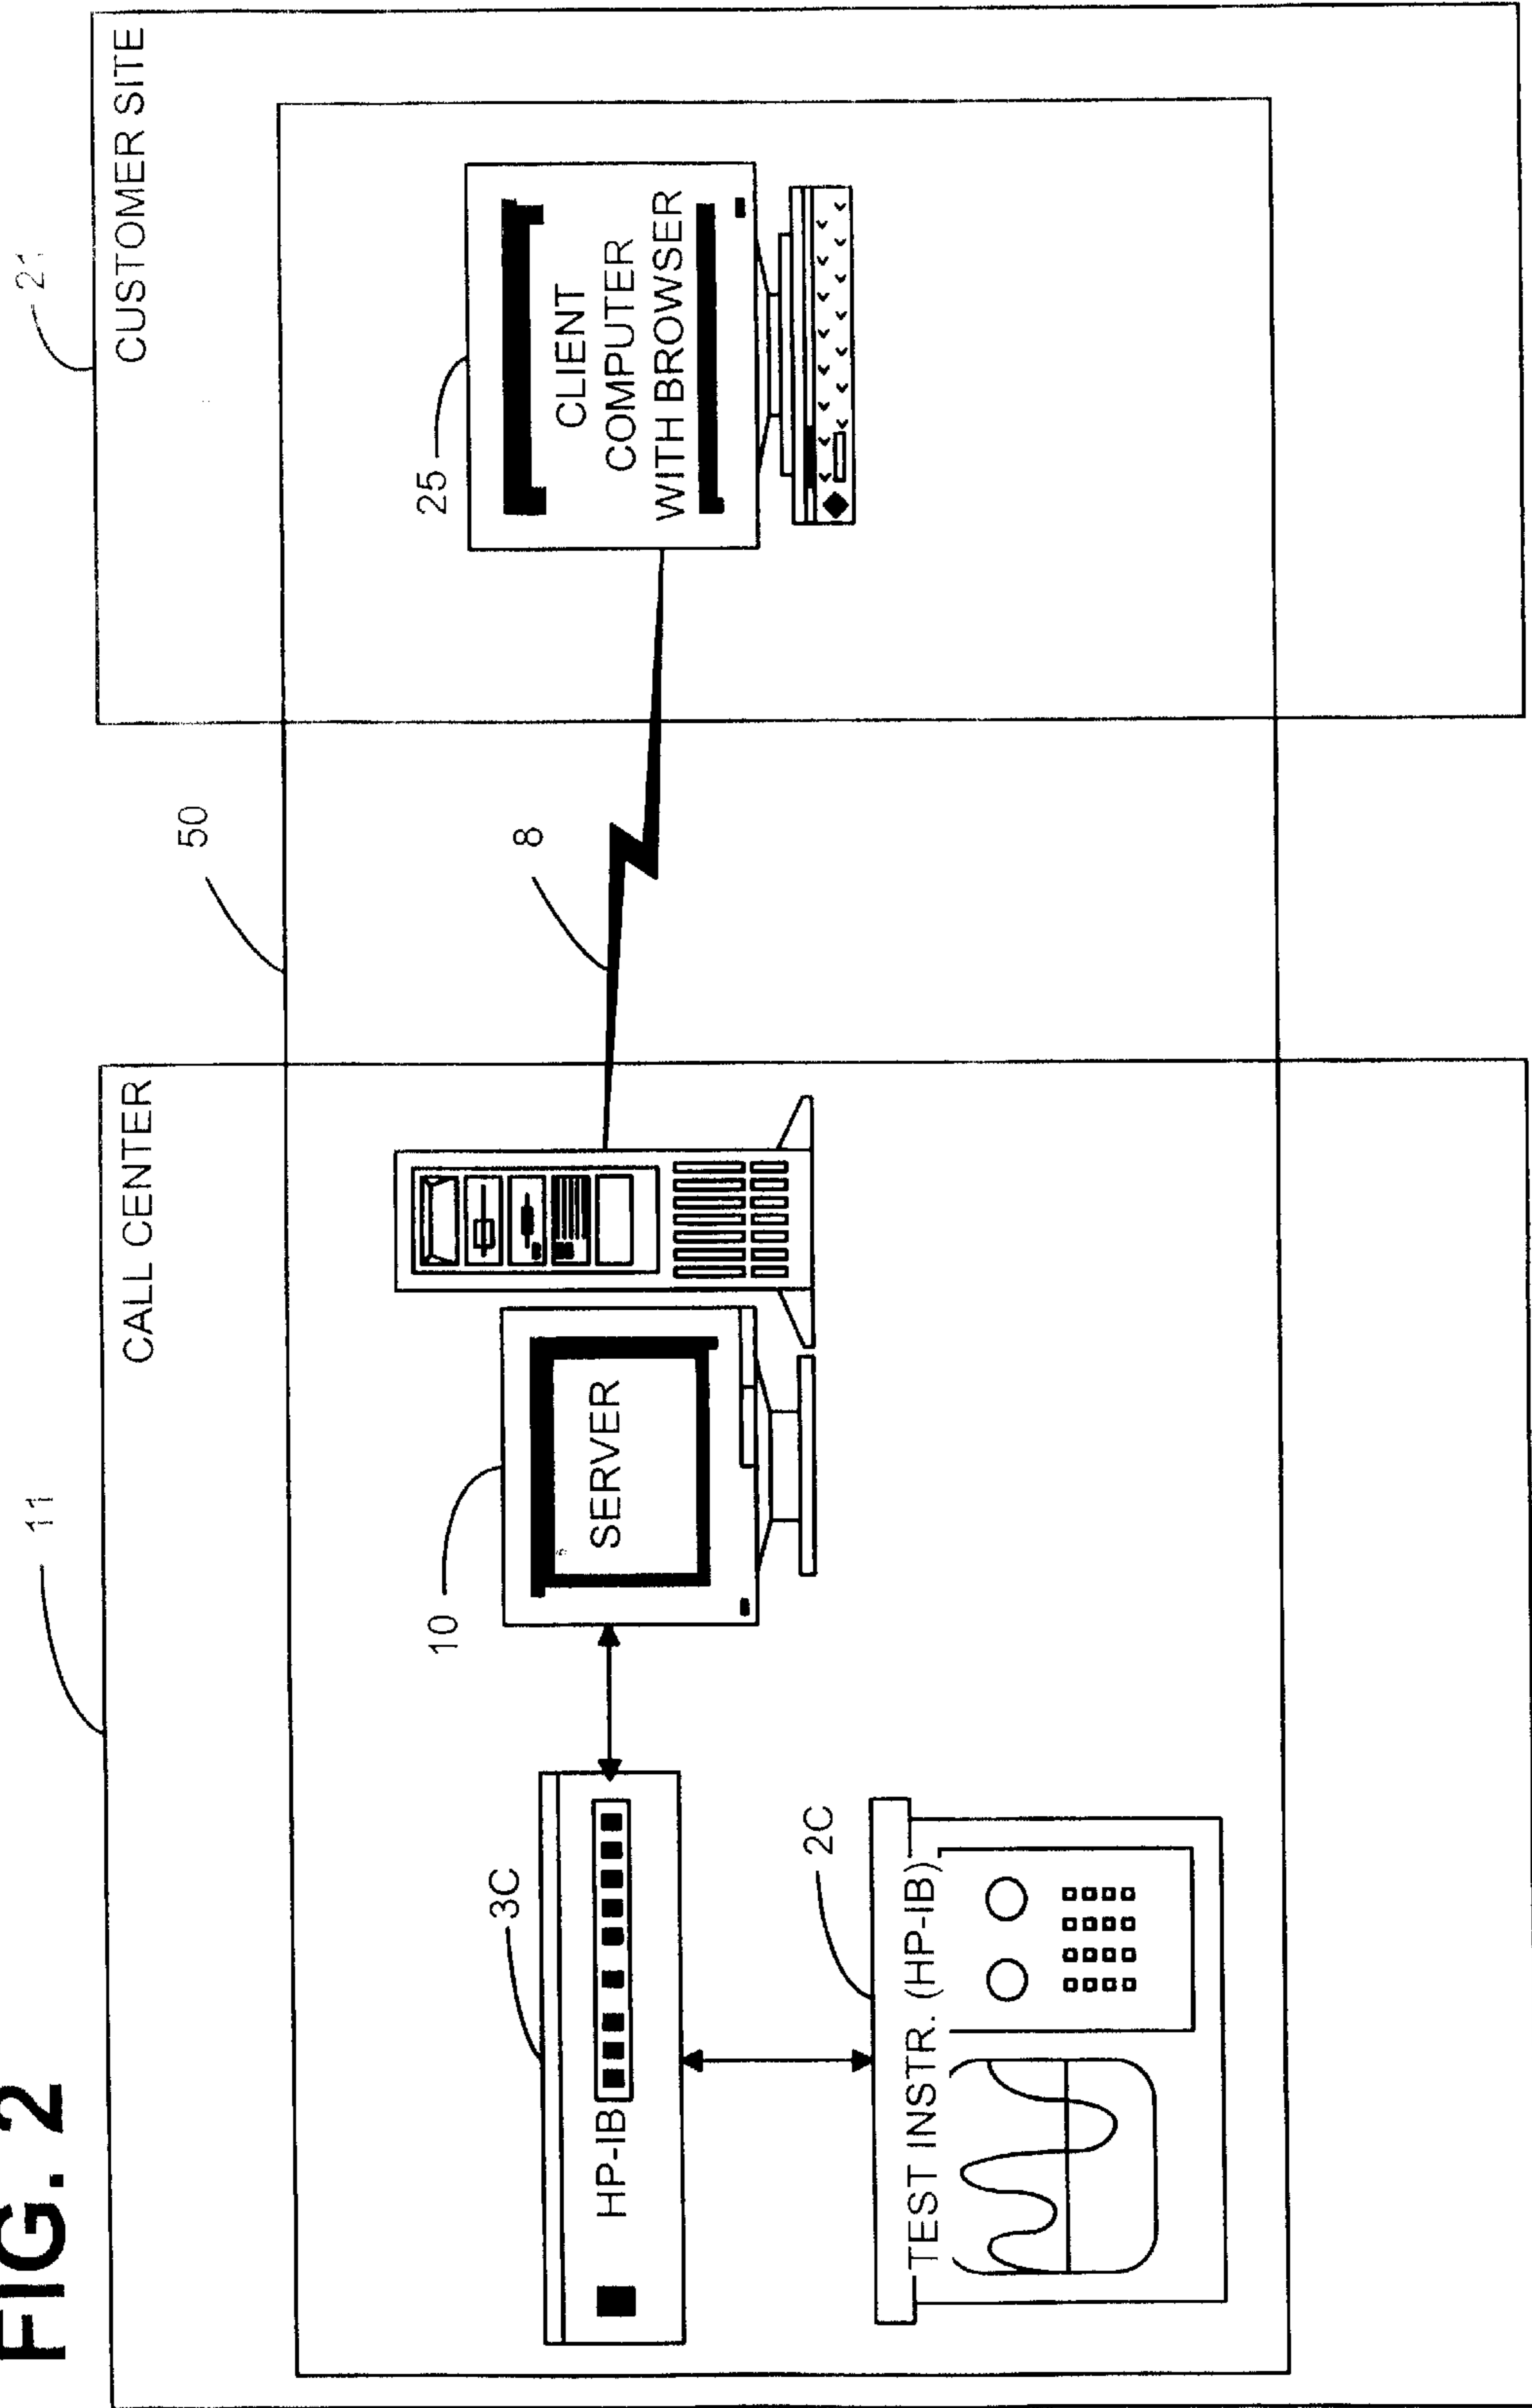 FIG. 2
11
CALL CENTER
50
21
CUSTOMER SITE
3C
HP-IB
10
SERVER
8
25
CLIENT
COMPUTER
WITH BROWSER
2C
TEST INSTR. (HP-IB)